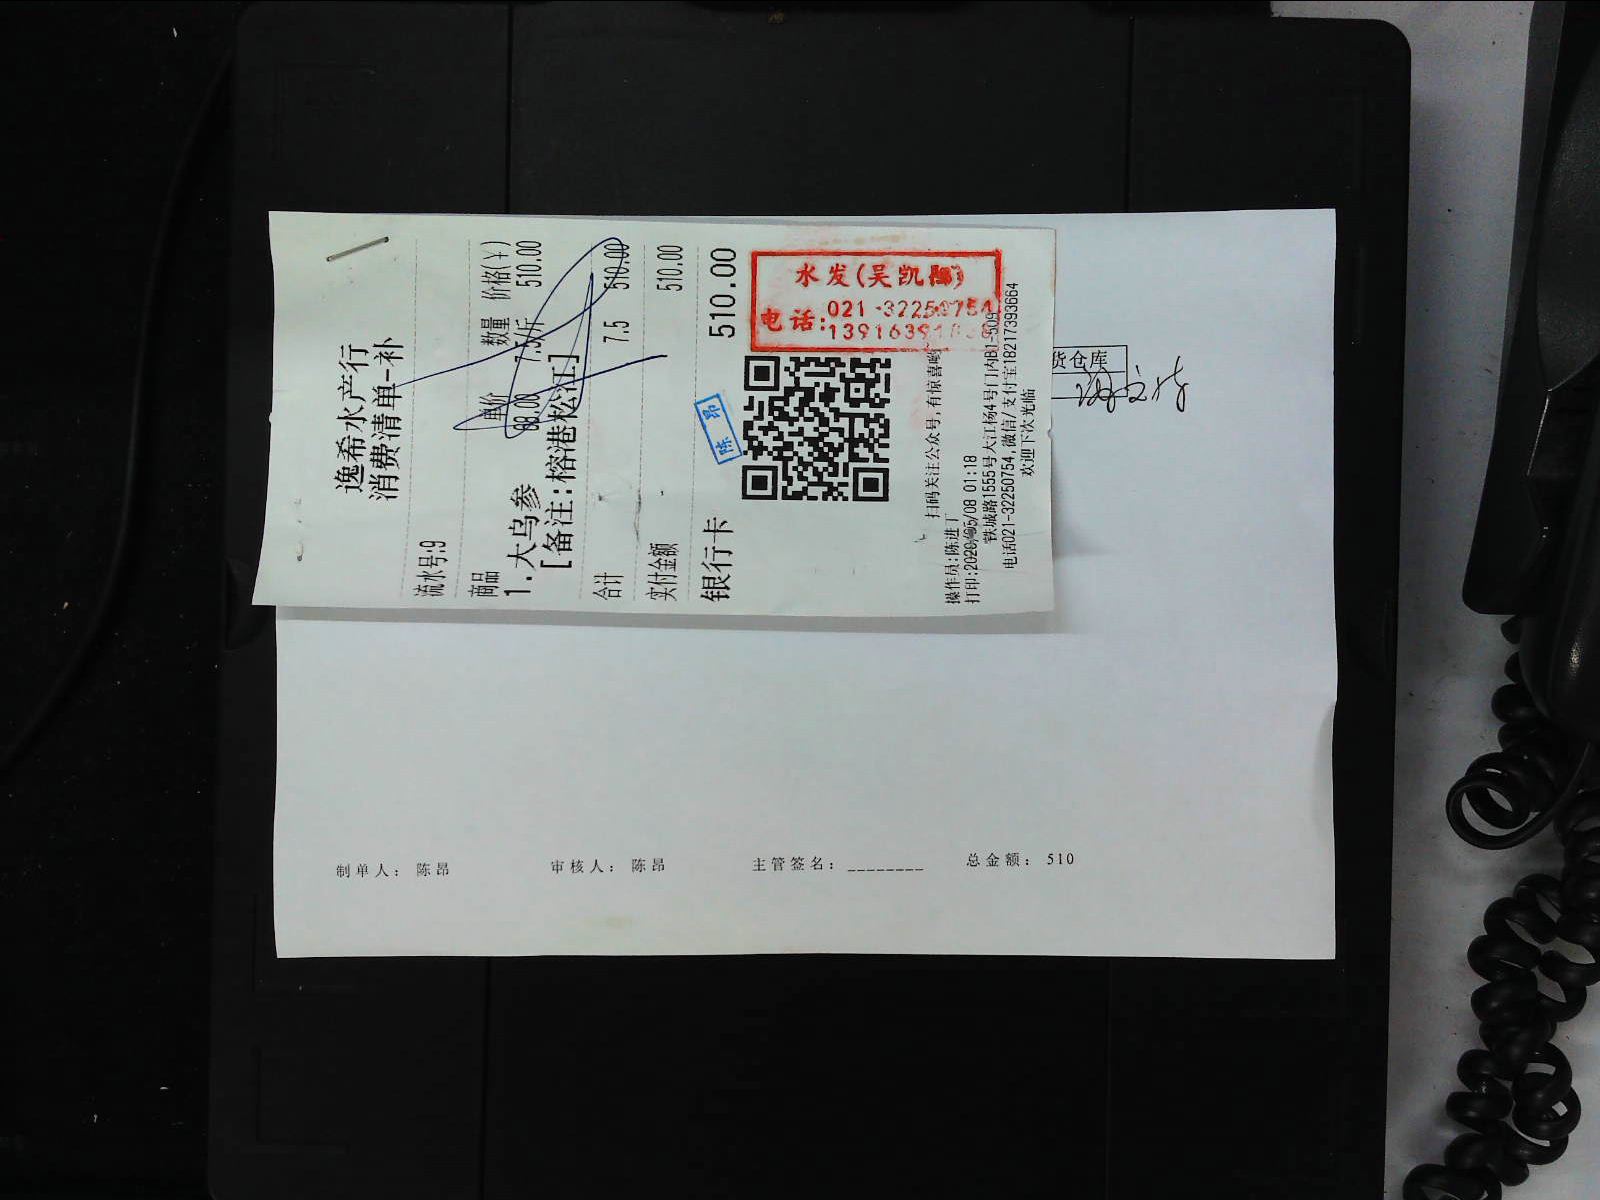 逸希水产行
消费清单-补
流水号:9
商品 单价 数量 价格(￥)
1.大乌参 68.00 7.5/斤 510.00
[备注:榕港松江]
合计 7.5 510.00
实付金额 510.00
银行卡 510.00
陈昂
水发(吴凯
电话:021-32250754
扫码关注公众号,有惊喜哟
操作员:陈进丁
打印:2020/05/08 01:18
铁城路1555号大江杨4号门内B1-509
电话021-32250754,微信/支付宝18217393664
欢迎下次光临
货仓库
制单人: 陈昂 审核人: 陈昂 主管签名:________ 总金额: 510